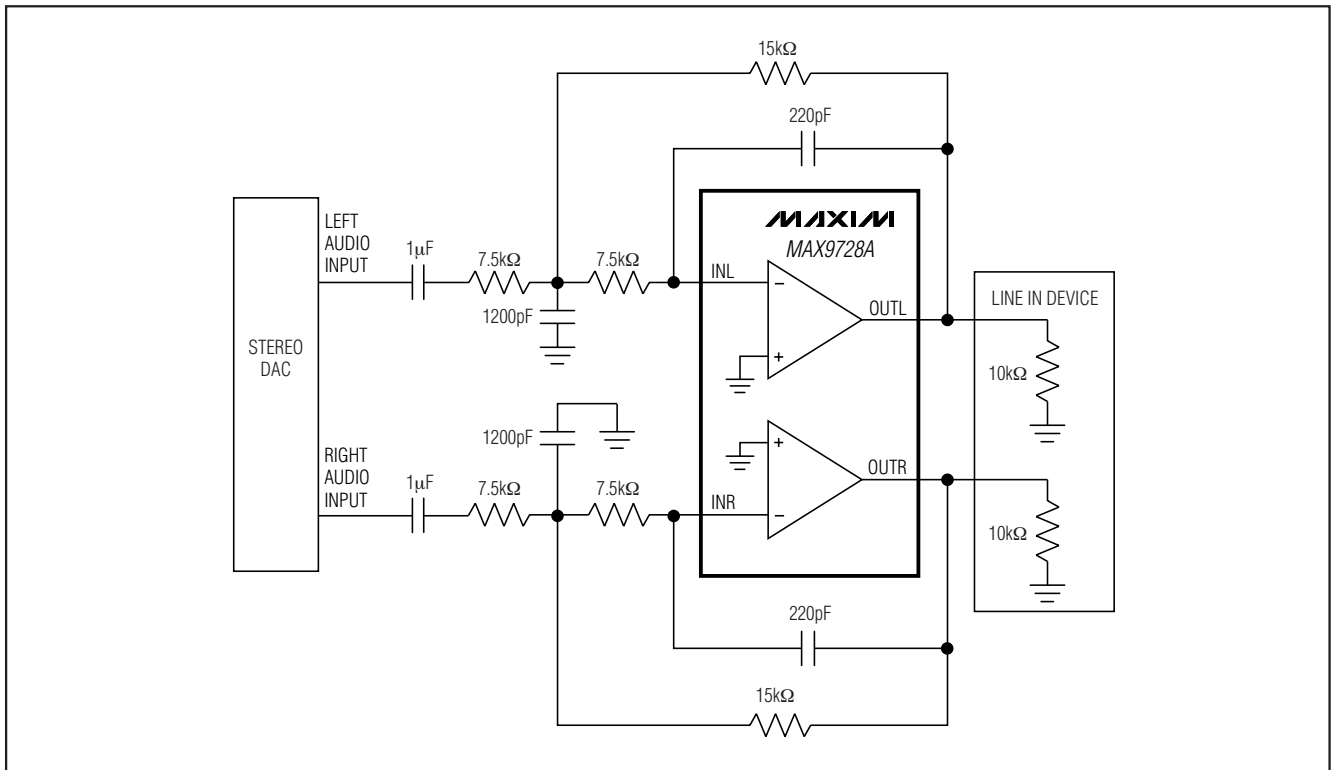 15kΩ
220pF
MAXIM
MAX9728A
LEFT
AUDIO
INPUT
1μF
7.5kΩ
7.5kΩ
INL
−
+
OUTL
1200pF
LINE IN DEVICE
10kΩ
STEREO
DAC
1200pF
RIGHT
AUDIO
INPUT
1μF
7.5kΩ
7.5kΩ
INR
+
−
OUTR
10kΩ
220pF
15kΩ